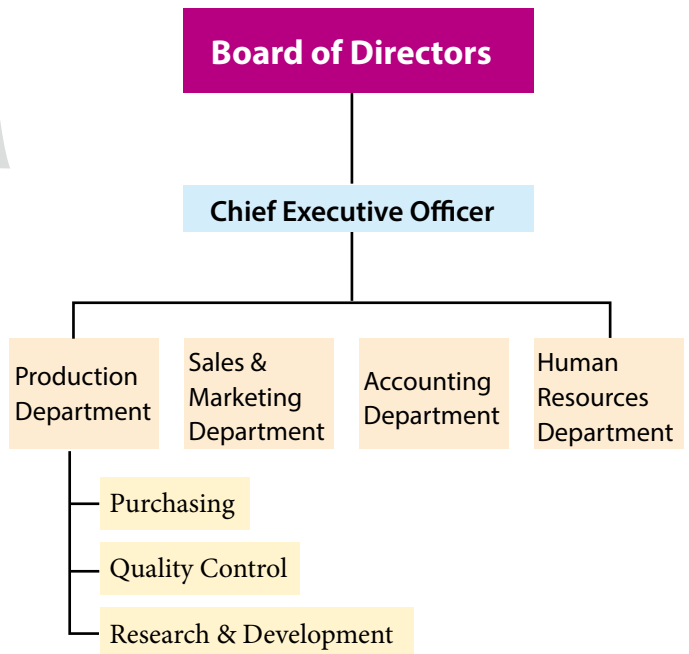 Board of Directors
Chief Executive Officer
Production
Department
Sales &
Marketing
Department
Accounting
Department
Human
Resources
Department
Purchasing
Quality Control
Research & Development